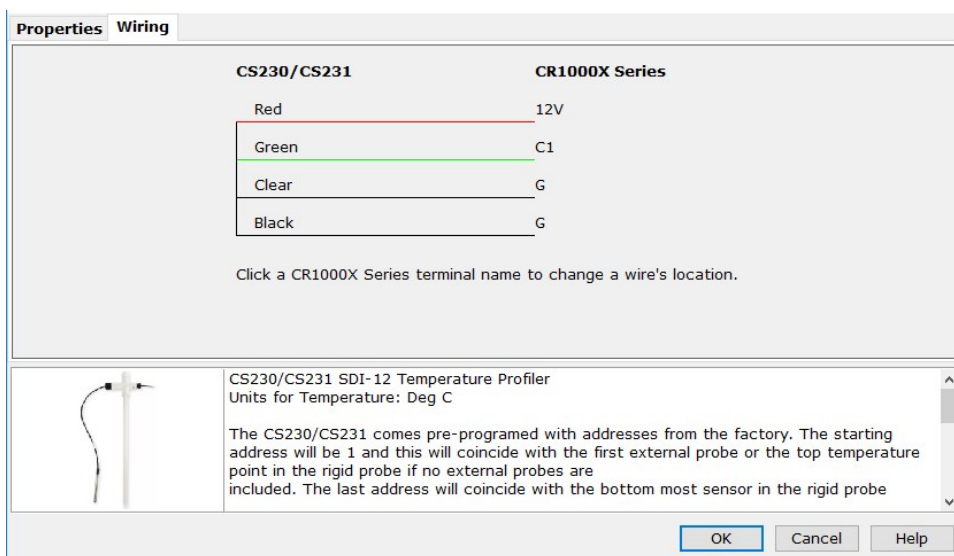 Properties Wiring
CS230/CS231 CR1000X Series
Red 12V
Green C1
Clear G
Black G
Click a CR1000X Series terminal name to change a wire's location.
CS230/CS231 SDI-12 Temperature Profiler
Units for Temperature: Deg C
The CS230/CS231 comes pre-programed with addresses from the factory. The starting
address will be 1 and this will coincide with the first external probe or the top temperature
point in the rigid probe if no external probes are
included. The last address will coincide with the bottom most sensor in the rigid probe
OK Cancel Help